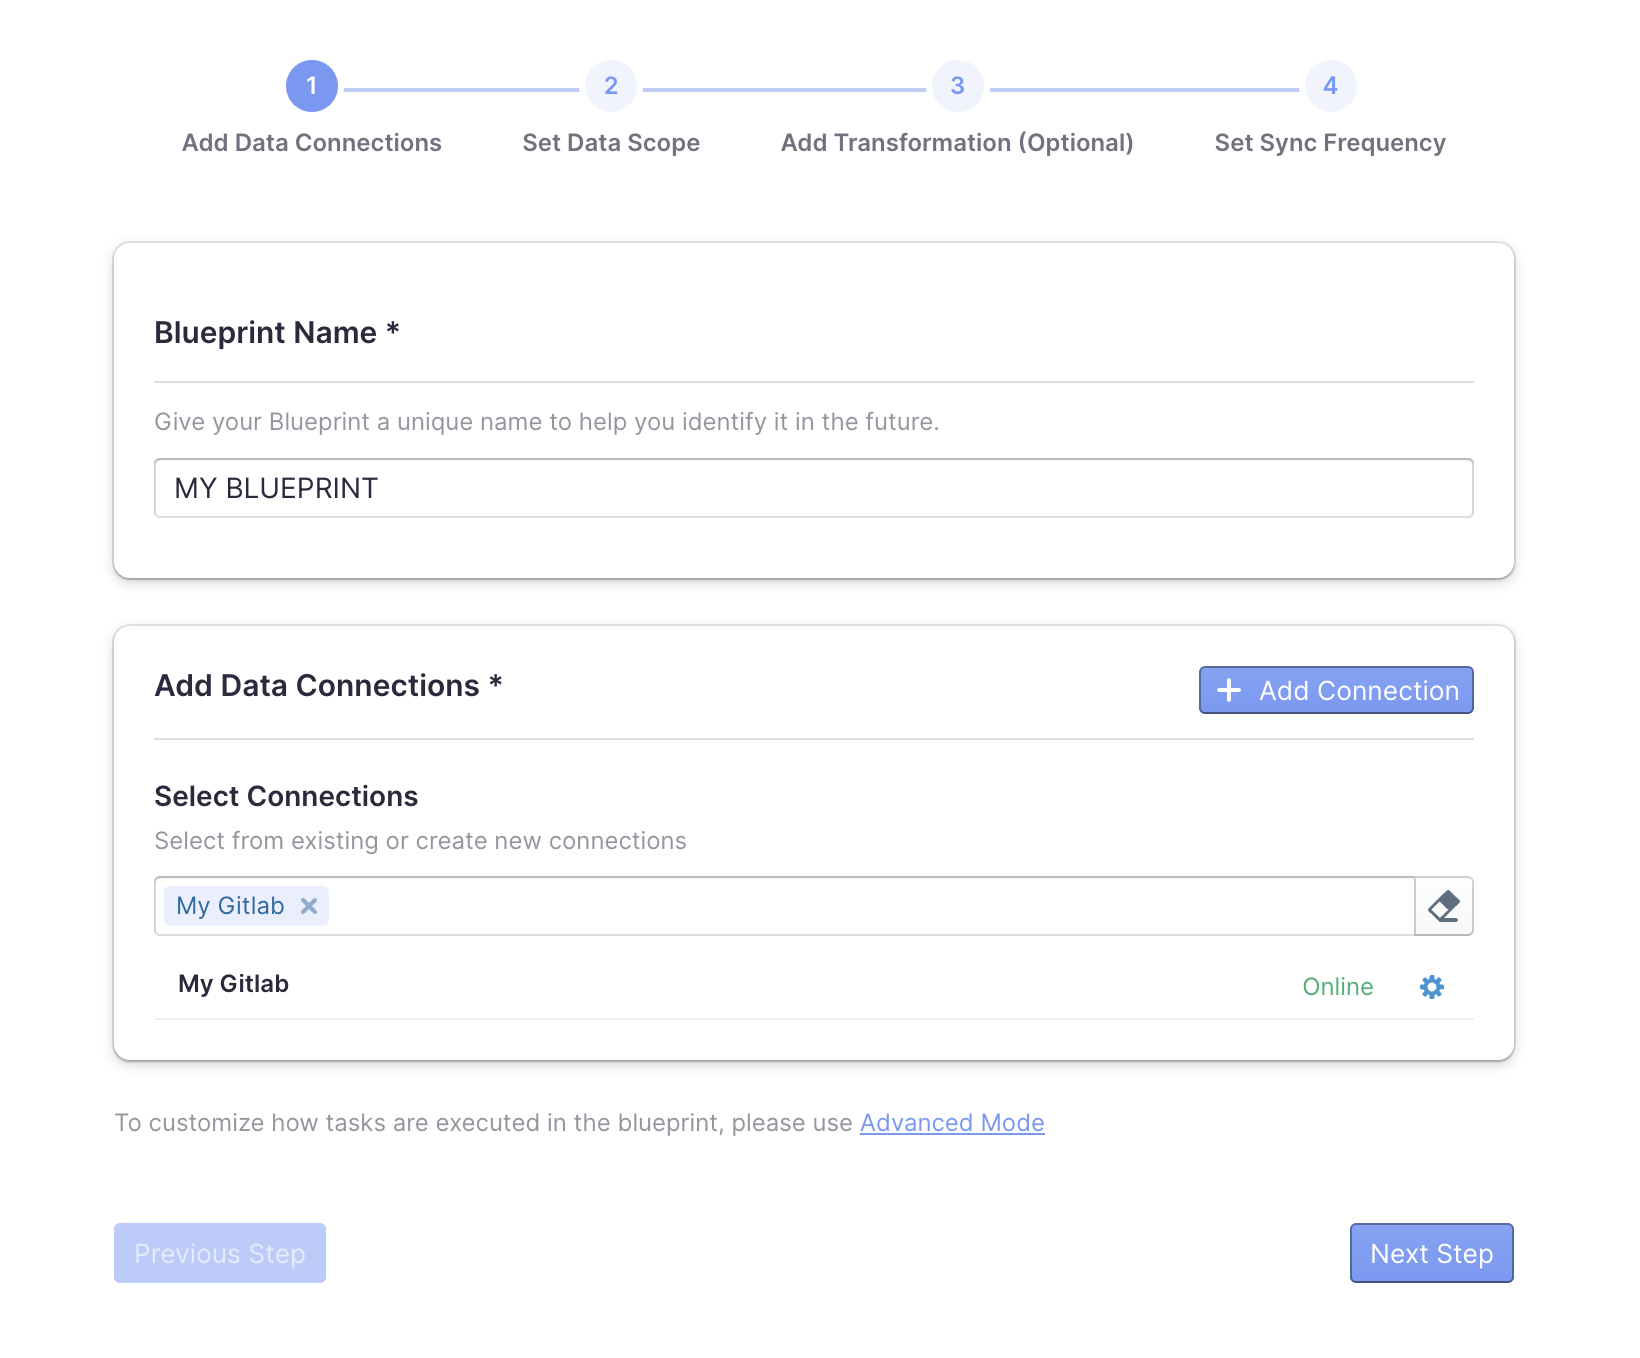 1
2
3
4
Add Data Connections
Set Data Scope
Add Transformation (Optional)
Set Sync Frequency
Blueprint Name *
Give your Blueprint a unique name to help you identify it in the future.
MY BLUEPRINT
Add Data Connections *
Add Connection
Select Connections
Select from existing or create new connections
My Gitlab
My Gitlab
Online
To customize how tasks are executed in the blueprint, please use Advanced Mode
Previous Step
Next Step